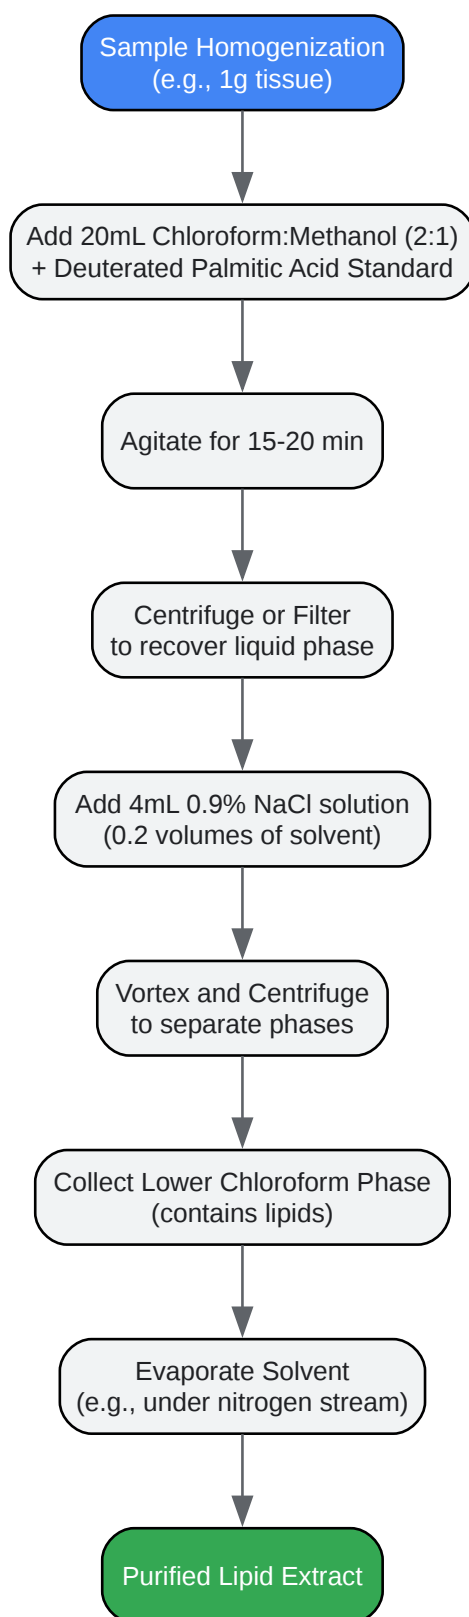 Sample Homogenization
(e.g., 1g tissue)
Add 20mL Chloroform:Methanol (2:1)
+ Deuterated Palmitic Acid Standard
Agitate for 15-20 min
Centrifuge or Filter
to recover liquid phase
Add 4mL 0.9% NaCl solution
(0.2 volumes of solvent)
Vortex and Centrifuge
to separate phases
Collect Lower Chloroform Phase
(contains lipids)
Evaporate Solvent
(e.g., under nitrogen stream)
Purified Lipid Extract